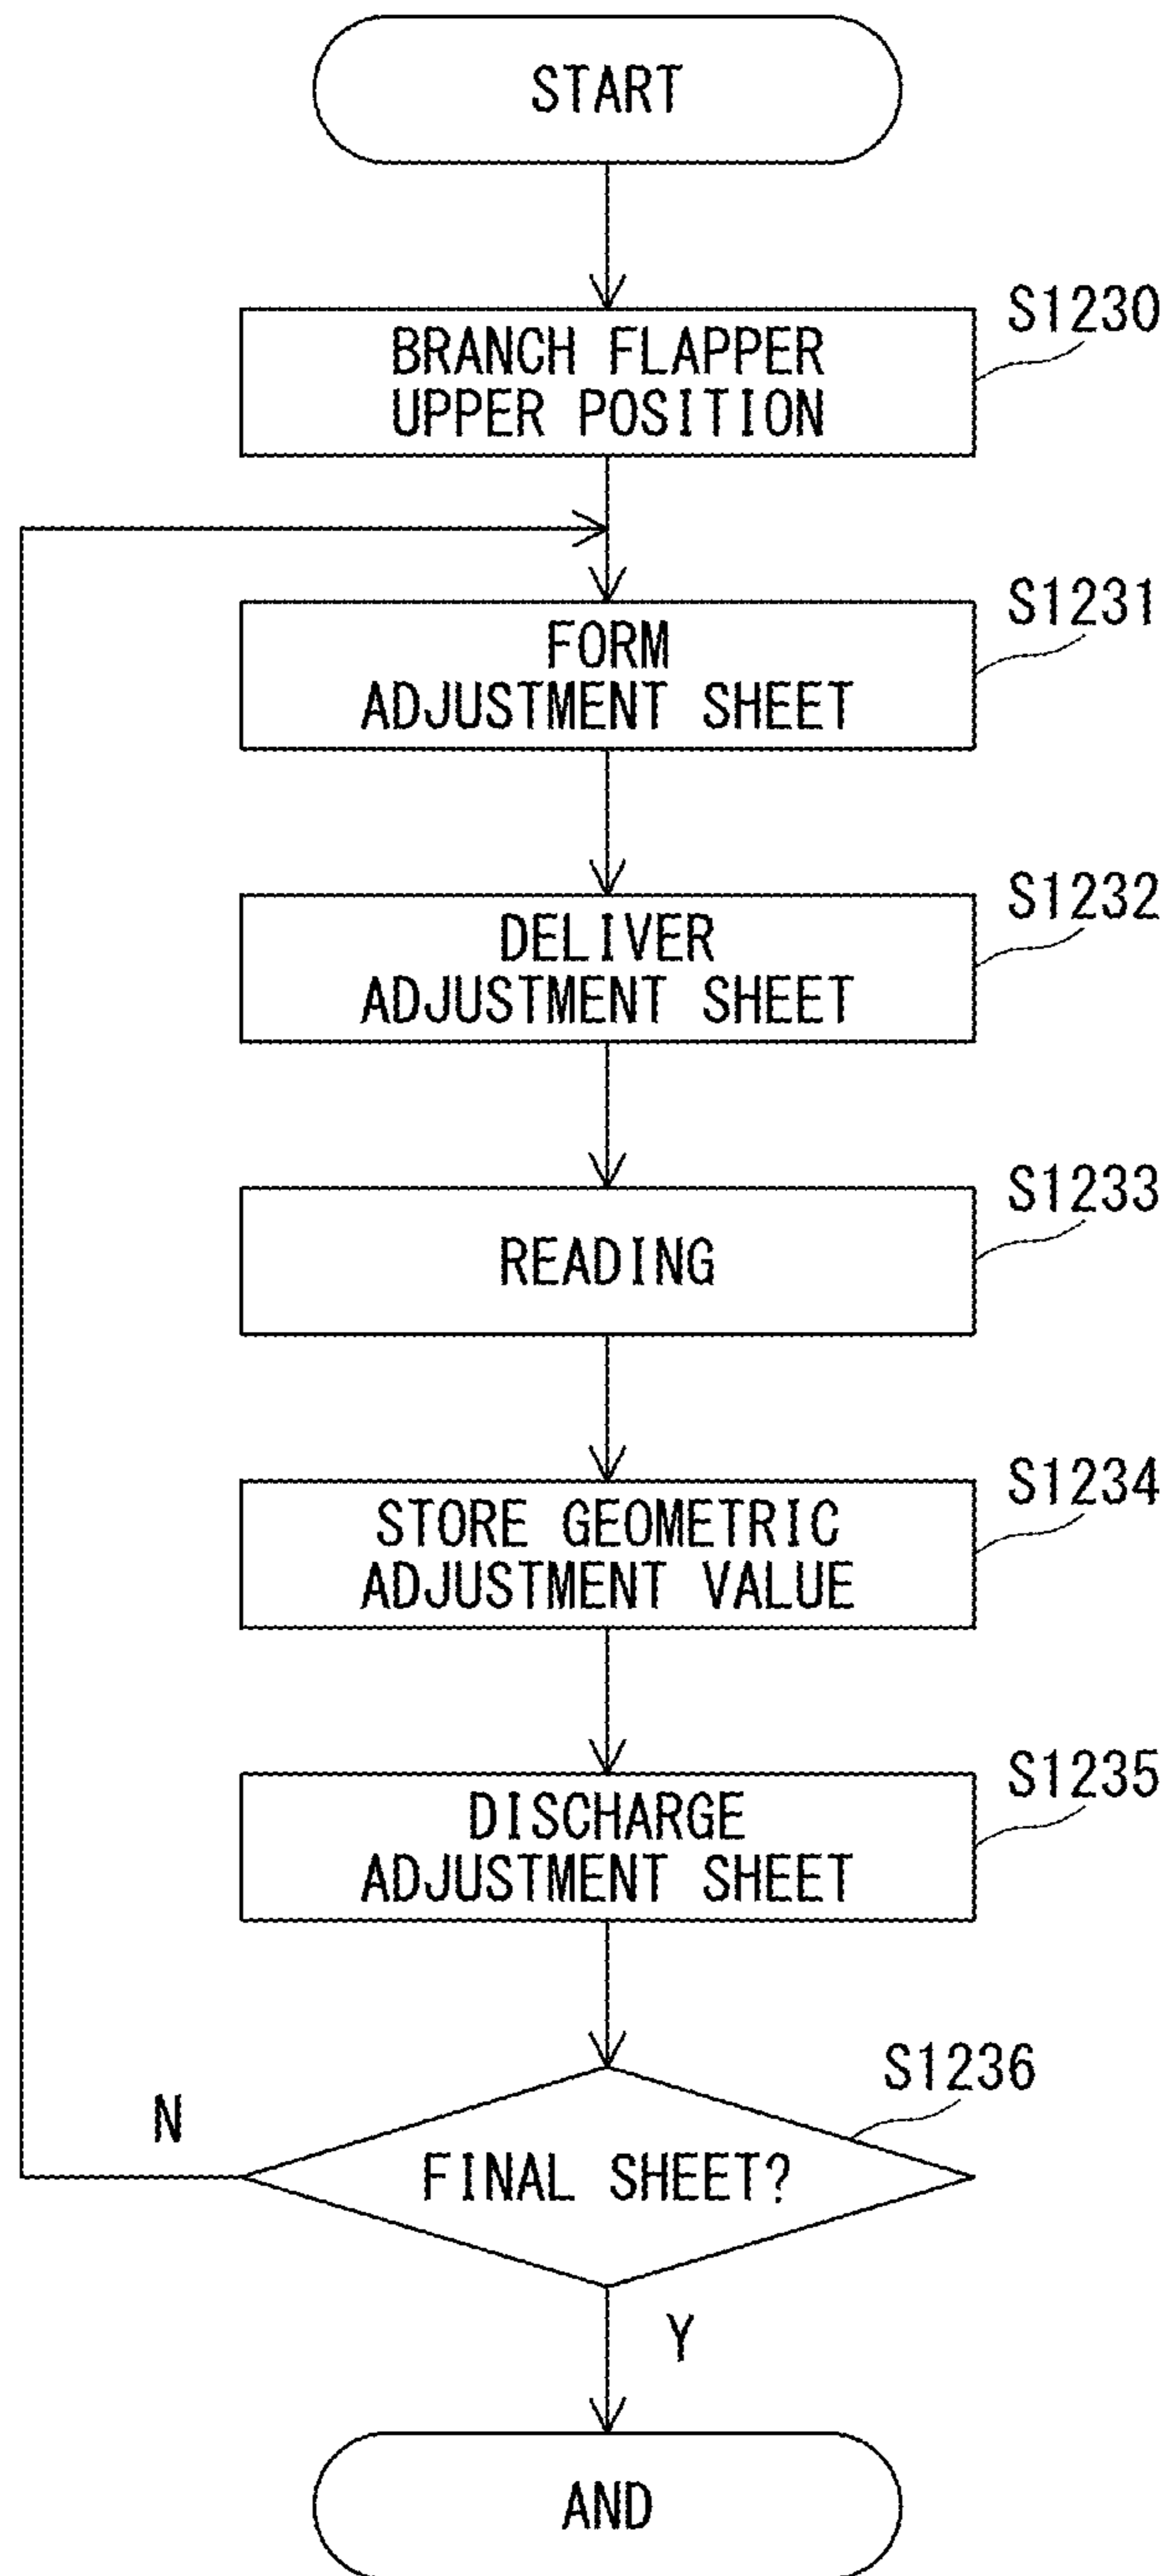 START
S1230
BRANCH FLAPPER
UPPER POSITION
S1231
FORM
ADJUSTMENT SHEET
S1232
DELIVER
ADJUSTMENT SHEET
S1233
READING
S1234
STORE GEOMETRIC
ADJUSTMENT VALUE
S1235
DISCHARGE
ADJUSTMENT SHEET
S1236
N
FINAL SHEET?
Y
AND